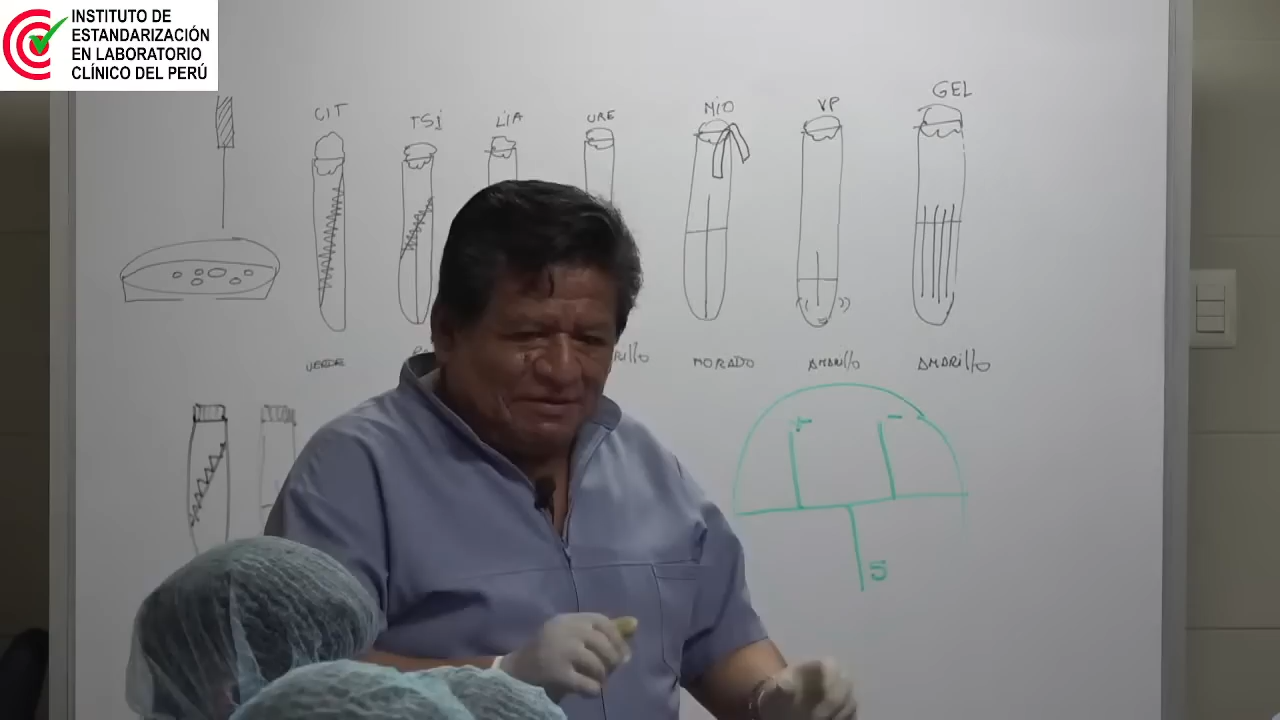 INSTITUTO DE
ESTANDARIZACIÓN
EN LABORATORIO
CLÍNICO DEL PERÚ
CIT TSI LIA URE MIO VP GEL
VERDE MORADO AMARILLO AMARILLO
+ -
S